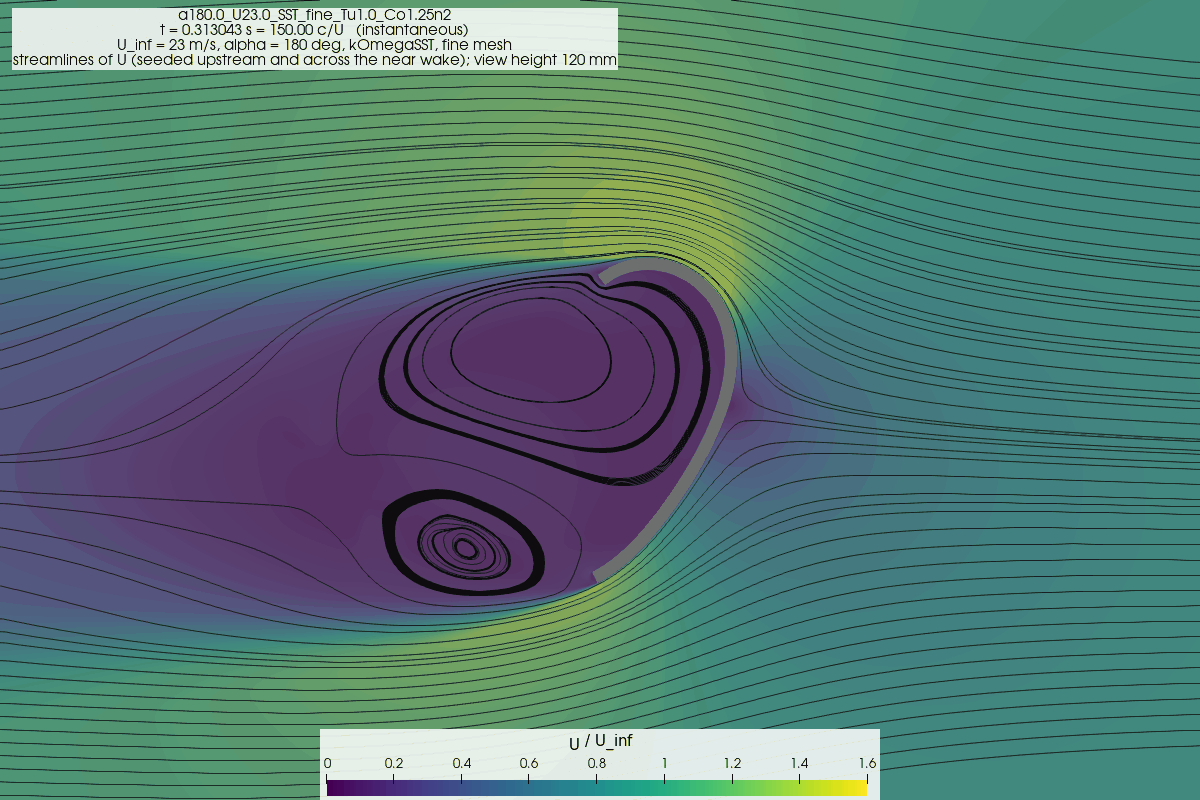 a180.0_U23.0_SST_fine_Tu1.0_Co1.25n2
t = 0.313043 s = 150.00 c/U (instantaneous)
U_inf = 23 m/s, alpha = 180 deg, kOmegaSST, fine mesh
streamlines of U (seeded upstream and across the near wake); view height 120 mm
U / U_inf
0 0.2 0.4 0.6 0.8 1 1.2 1.4 1.6